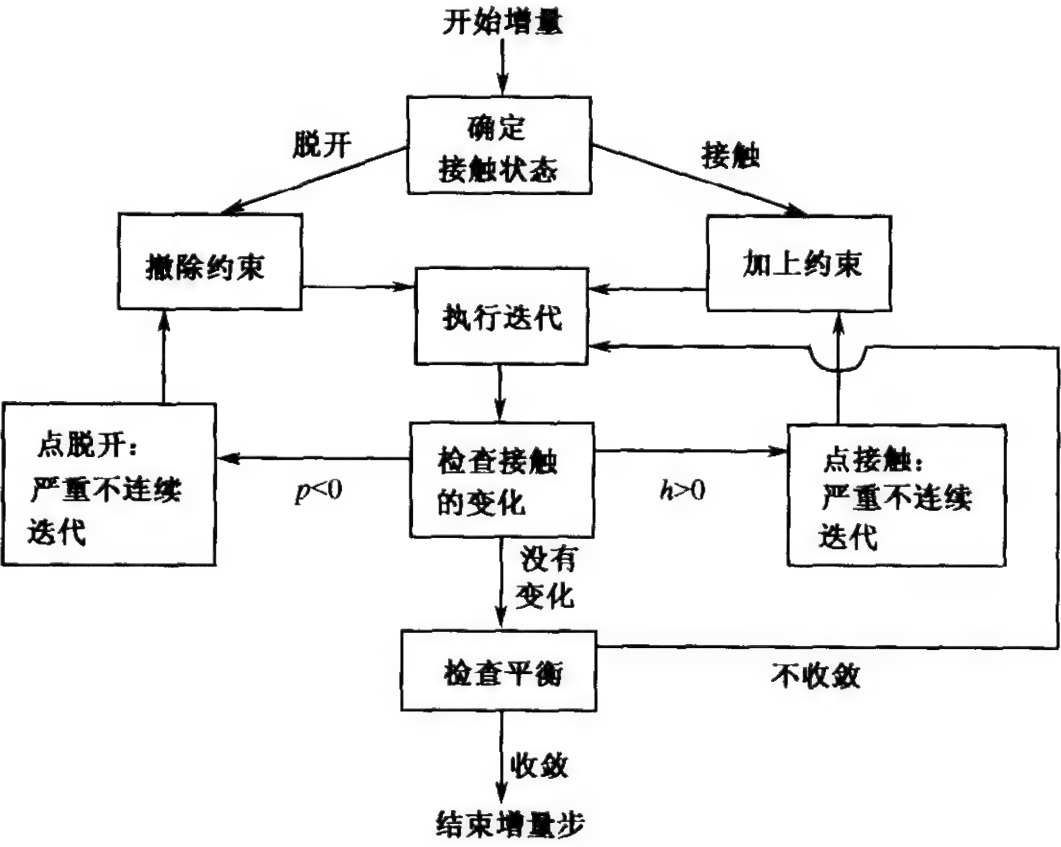 开始增量
确定
接触状态
脱开
接触
撤除约束
加上约束
执行迭代
点脱开：
严重不连续
迭代
p<0
检查接触
的变化
h>0
点接触：
严重不连续
迭代
没有
变化
检查平衡
不收敛
收敛
结束增量步